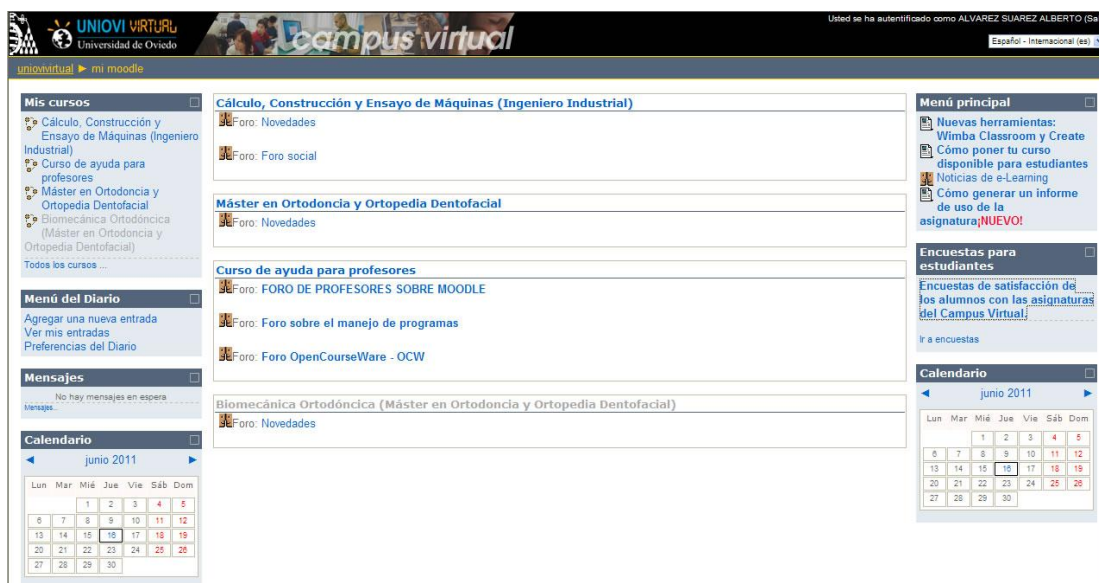 UNIOVI VIRTUAL
Universidad de Oviedo
campus virtual
Usted se ha autentificado como ALVAREZ SUAREZ ALBERTO (Sa
Español - Internacional (es)
uniovivirtual ► mi moodle
Mis cursos
Cálculo, Construcción y
Ensayo de Máquinas (Ingeniero
Industrial)
Curso de ayuda para
profesores
Máster en Ortodoncia y
Ortopedia Dentofacial
Biomecánica Ortodóncica
(Máster en Ortodoncia y
Ortopedia Dentofacial)
Todos los cursos ...
Menú del Diario
Agregar una nueva entrada
Ver mis entradas
Preferencias del Diario
Mensajes
No hay mensajes en espera
Mensajes...
Calendario
◄ junio 2011 ►
Lun Mar Mié Jue Vie Sáb Dom
1 2 3 4 5
6 7 8 9 10 11 12
13 14 15 16 17 18 19
20 21 22 23 24 25 26
27 28 29 30
Cálculo, Construcción y Ensayo de Máquinas (Ingeniero Industrial)
Foro: Novedades
Foro: Foro social
Máster en Ortodoncia y Ortopedia Dentofacial
Foro: Novedades
Curso de ayuda para profesores
Foro: FORO DE PROFESORES SOBRE MOODLE
Foro: Foro sobre el manejo de programas
Foro: Foro OpenCourseWare - OCW
Biomecánica Ortodóncica (Máster en Ortodoncia y Ortopedia Dentofacial)
Foro: Novedades
Menú principal
Nuevas herramientas:
Wimba Classroom y Create
Cómo poner tu curso
disponible para estudiantes
Noticias de e-Learning
Cómo generar un informe
de uso de la
asignatura¡NUEVO!
Encuestas para
estudiantes
Encuestas de satisfacción de
los alumnos con las asignaturas
del Campus Virtual.
Ir a encuestas
Calendario
◄ junio 2011 ►
Lun Mar Mié Jue Vie Sáb Dom
1 2 3 4 5
6 7 8 9 10 11 12
13 14 15 16 17 18 19
20 21 22 23 24 25 26
27 28 29 30